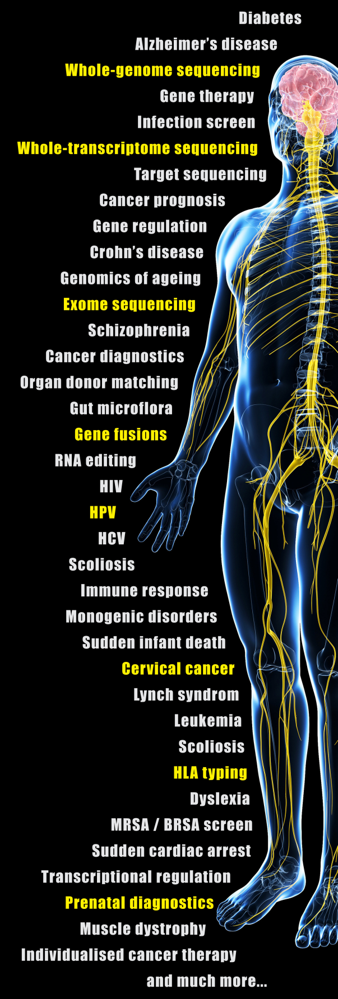 Diabetes
Alzheimer’s disease
Whole-genome sequencing
Gene therapy
Infection screen
Whole-transcriptome sequencing
Target sequencing
Cancer prognosis
Gene regulation
Crohn’s disease
Genomics of ageing
Exome sequencing
Schizophrenia
Cancer diagnostics
Organ donor matching
Gut microflora
Gene fusions
RNA editing
HIV
HPV
HCV
Scoliosis
Immune response
Monogenic disorders
Sudden infant death
Cervical cancer
Lynch syndrom
Leukemia
Scoliosis
HLA typing
Dyslexia
MRSA / BRSA screen
Sudden cardiac arrest
Transcriptional regulation
Prenatal diagnostics
Muscle dystrophy
Individualised cancer therapy
and much more...